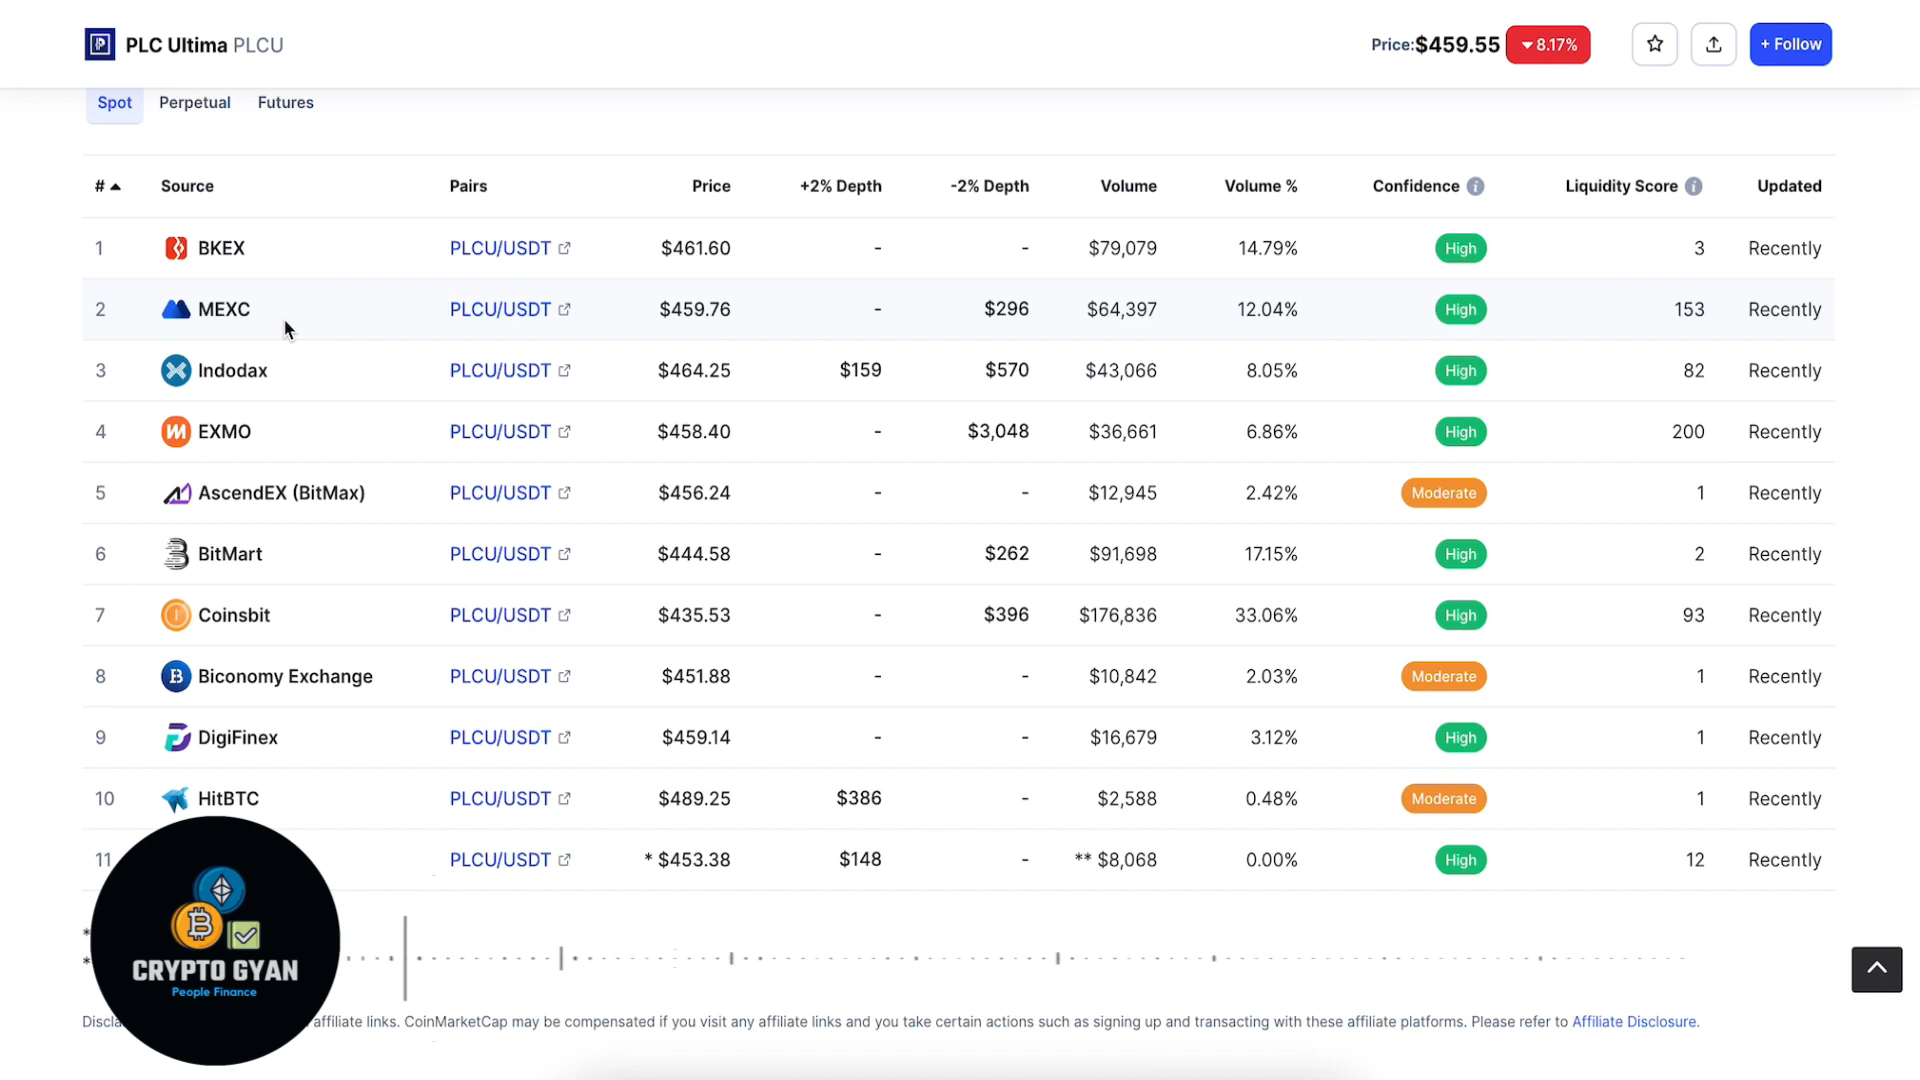 PLC Ultima PLCU
Price:$459.55 8.17% + Follow
Spot Perpetual Futures
# Source Pairs Price +2% Depth -2% Depth Volume Volume % Confidence Liquidity Score Updated
1 BKEX PLCU/USDT $461.60 - - $79,079 14.79% High 3 Recently
2 MEXC PLCU/USDT $459.76 - $296 $64,397 12.04% High 153 Recently
3 Indodax PLCU/USDT $464.25 $159 $570 $43,066 8.05% High 82 Recently
4 EXMO PLCU/USDT $458.40 - $3,048 $36,661 6.86% High 200 Recently
5 AscendEX (BitMax) PLCU/USDT $456.24 - - $12,945 2.42% Moderate 1 Recently
6 BitMart PLCU/USDT $444.58 - $262 $91,698 17.15% High 2 Recently
7 Coinsbit PLCU/USDT $435.53 - $396 $176,836 33.06% High 93 Recently
8 Biconomy Exchange PLCU/USDT $451.88 - - $10,842 2.03% Moderate 1 Recently
9 DigiFinex PLCU/USDT $459.14 - - $16,679 3.12% High 1 Recently
10 HitBTC PLCU/USDT $489.25 $386 - $2,588 0.48% Moderate 1 Recently
11 PLCU/USDT * $453.38 $148 - ** $8,068 0.00% High 12 Recently
*
*
CRYPTO GYAN
People Finance
affiliate links. CoinMarketCap may be compensated if you visit any affiliate links and you take certain actions such as signing up and transacting with these affiliate platforms. Please refer to Affiliate Disclosure.